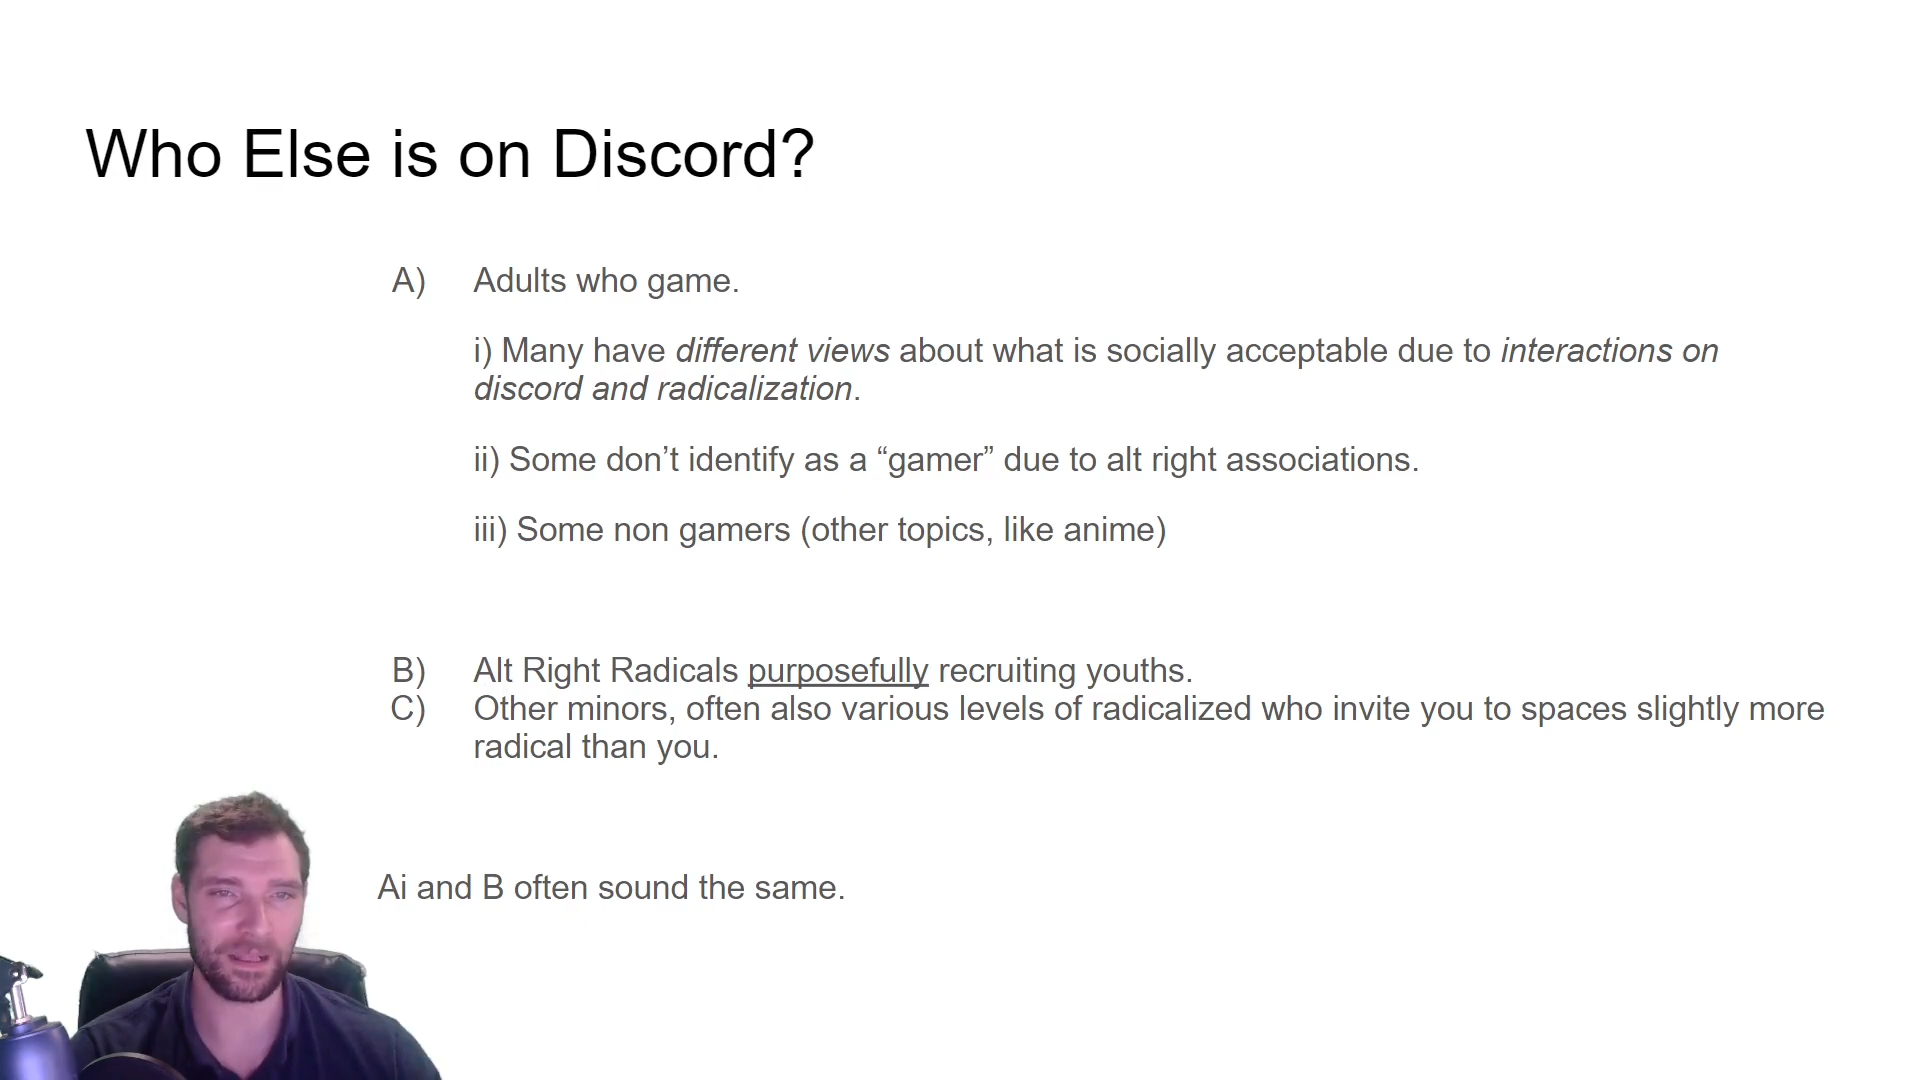 Who Else is on Discord?
A) Adults who game.
i) Many have different views about what is socially acceptable due to interactions on
discord and radicalization.
ii) Some don’t identify as a “gamer” due to alt right associations.
iii) Some non gamers (other topics, like anime)
B) Alt Right Radicals purposefully recruiting youths.
C) Other minors, often also various levels of radicalized who invite you to spaces slightly more
radical than you.
Ai and B often sound the same.